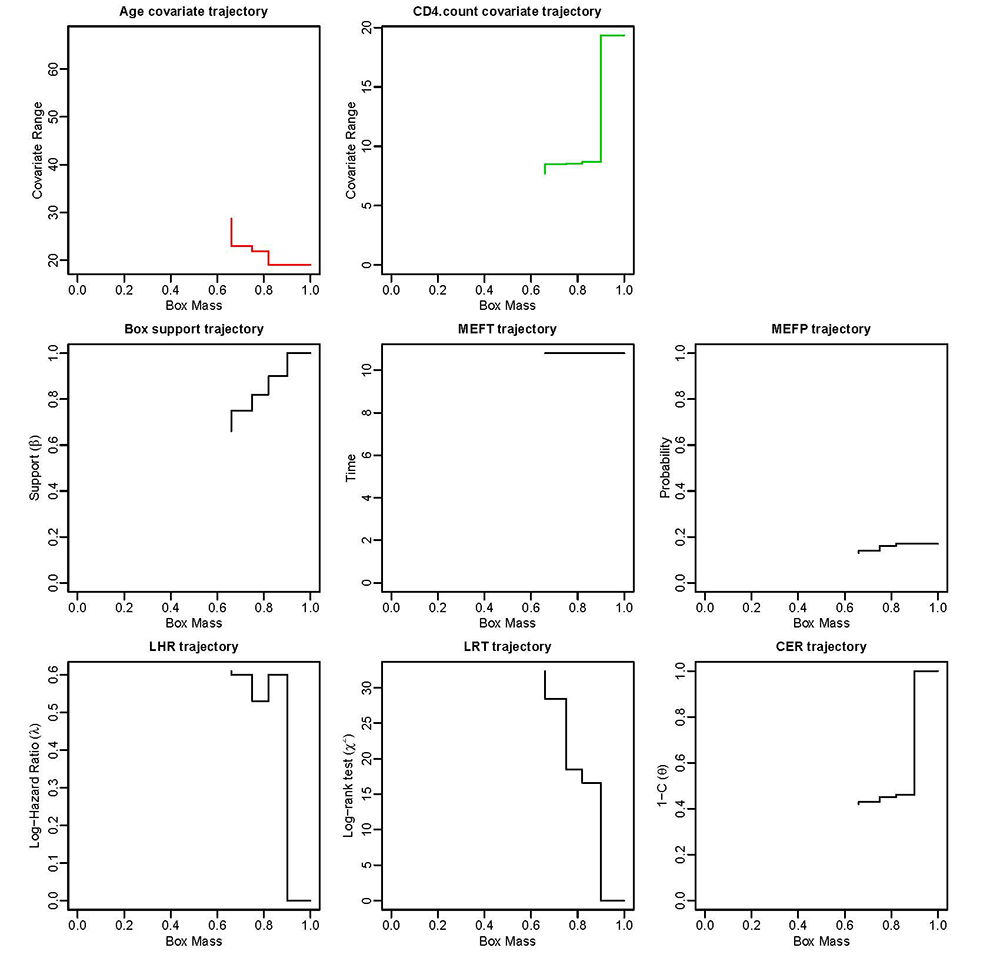 Age covariate trajectory
Covariate Range
60
50
40
30
20
0.0 0.2 0.4 0.6 0.8 1.0
Box Mass
CD4.count covariate trajectory
Covariate Range
20
15
10
5
0
0.0 0.2 0.4 0.6 0.8 1.0
Box Mass
Box support trajectory
Support (β)
1.0
0.8
0.6
0.4
0.2
0.0
0.0 0.2 0.4 0.6 0.8 1.0
Box Mass
MEFT trajectory
Time
10
8
6
4
2
0
0.0 0.2 0.4 0.6 0.8 1.0
Box Mass
MEFP trajectory
Probability
1.0
0.8
0.6
0.4
0.2
0.0
0.0 0.2 0.4 0.6 0.8 1.0
Box Mass
LHR trajectory
Log−Hazard Ratio (λ)
0.6
0.5
0.4
0.3
0.2
0.1
0.0
0.0 0.2 0.4 0.6 0.8 1.0
Box Mass
LRT trajectory
Log−rank test (χ²)
30
25
20
15
10
5
0
0.0 0.2 0.4 0.6 0.8 1.0
Box Mass
CER trajectory
1−C (θ)
1.0
0.8
0.6
0.4
0.2
0.0
0.0 0.2 0.4 0.6 0.8 1.0
Box Mass